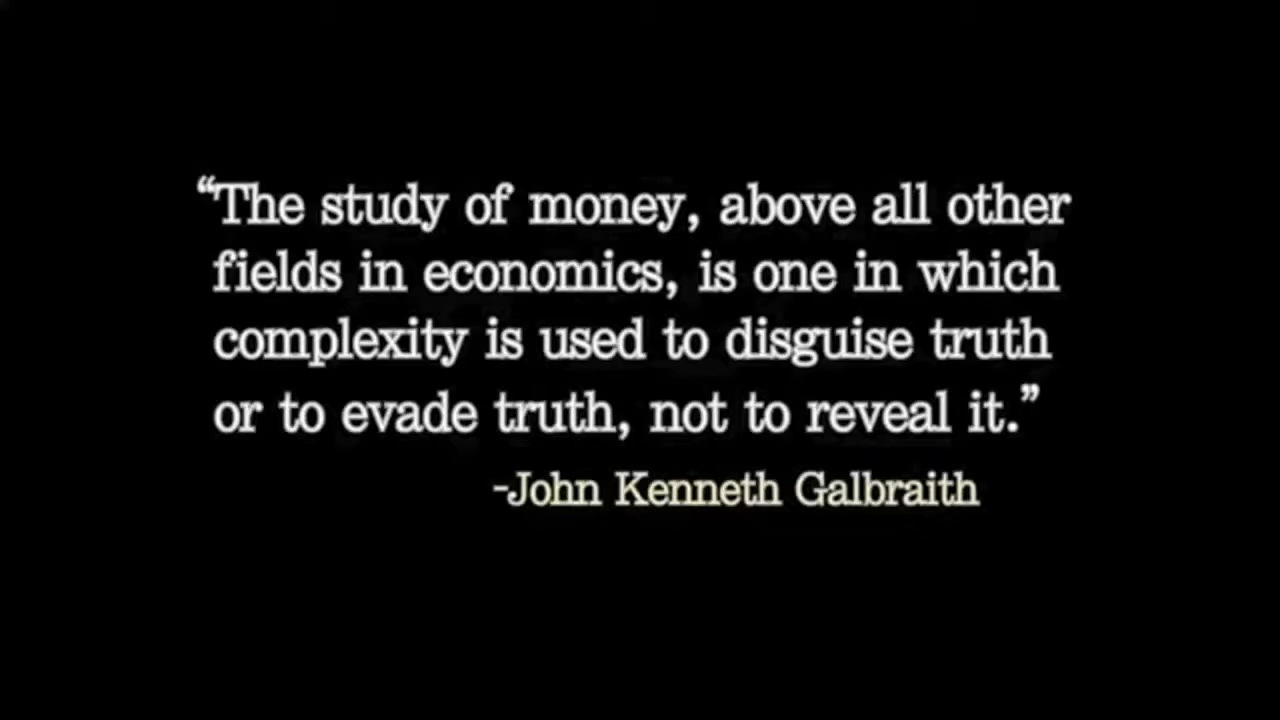 “The study of money, above all other
fields in economics, is one in which
complexity is used to disguise truth
or to evade truth, not to reveal it.”
-John Kenneth Galbraith